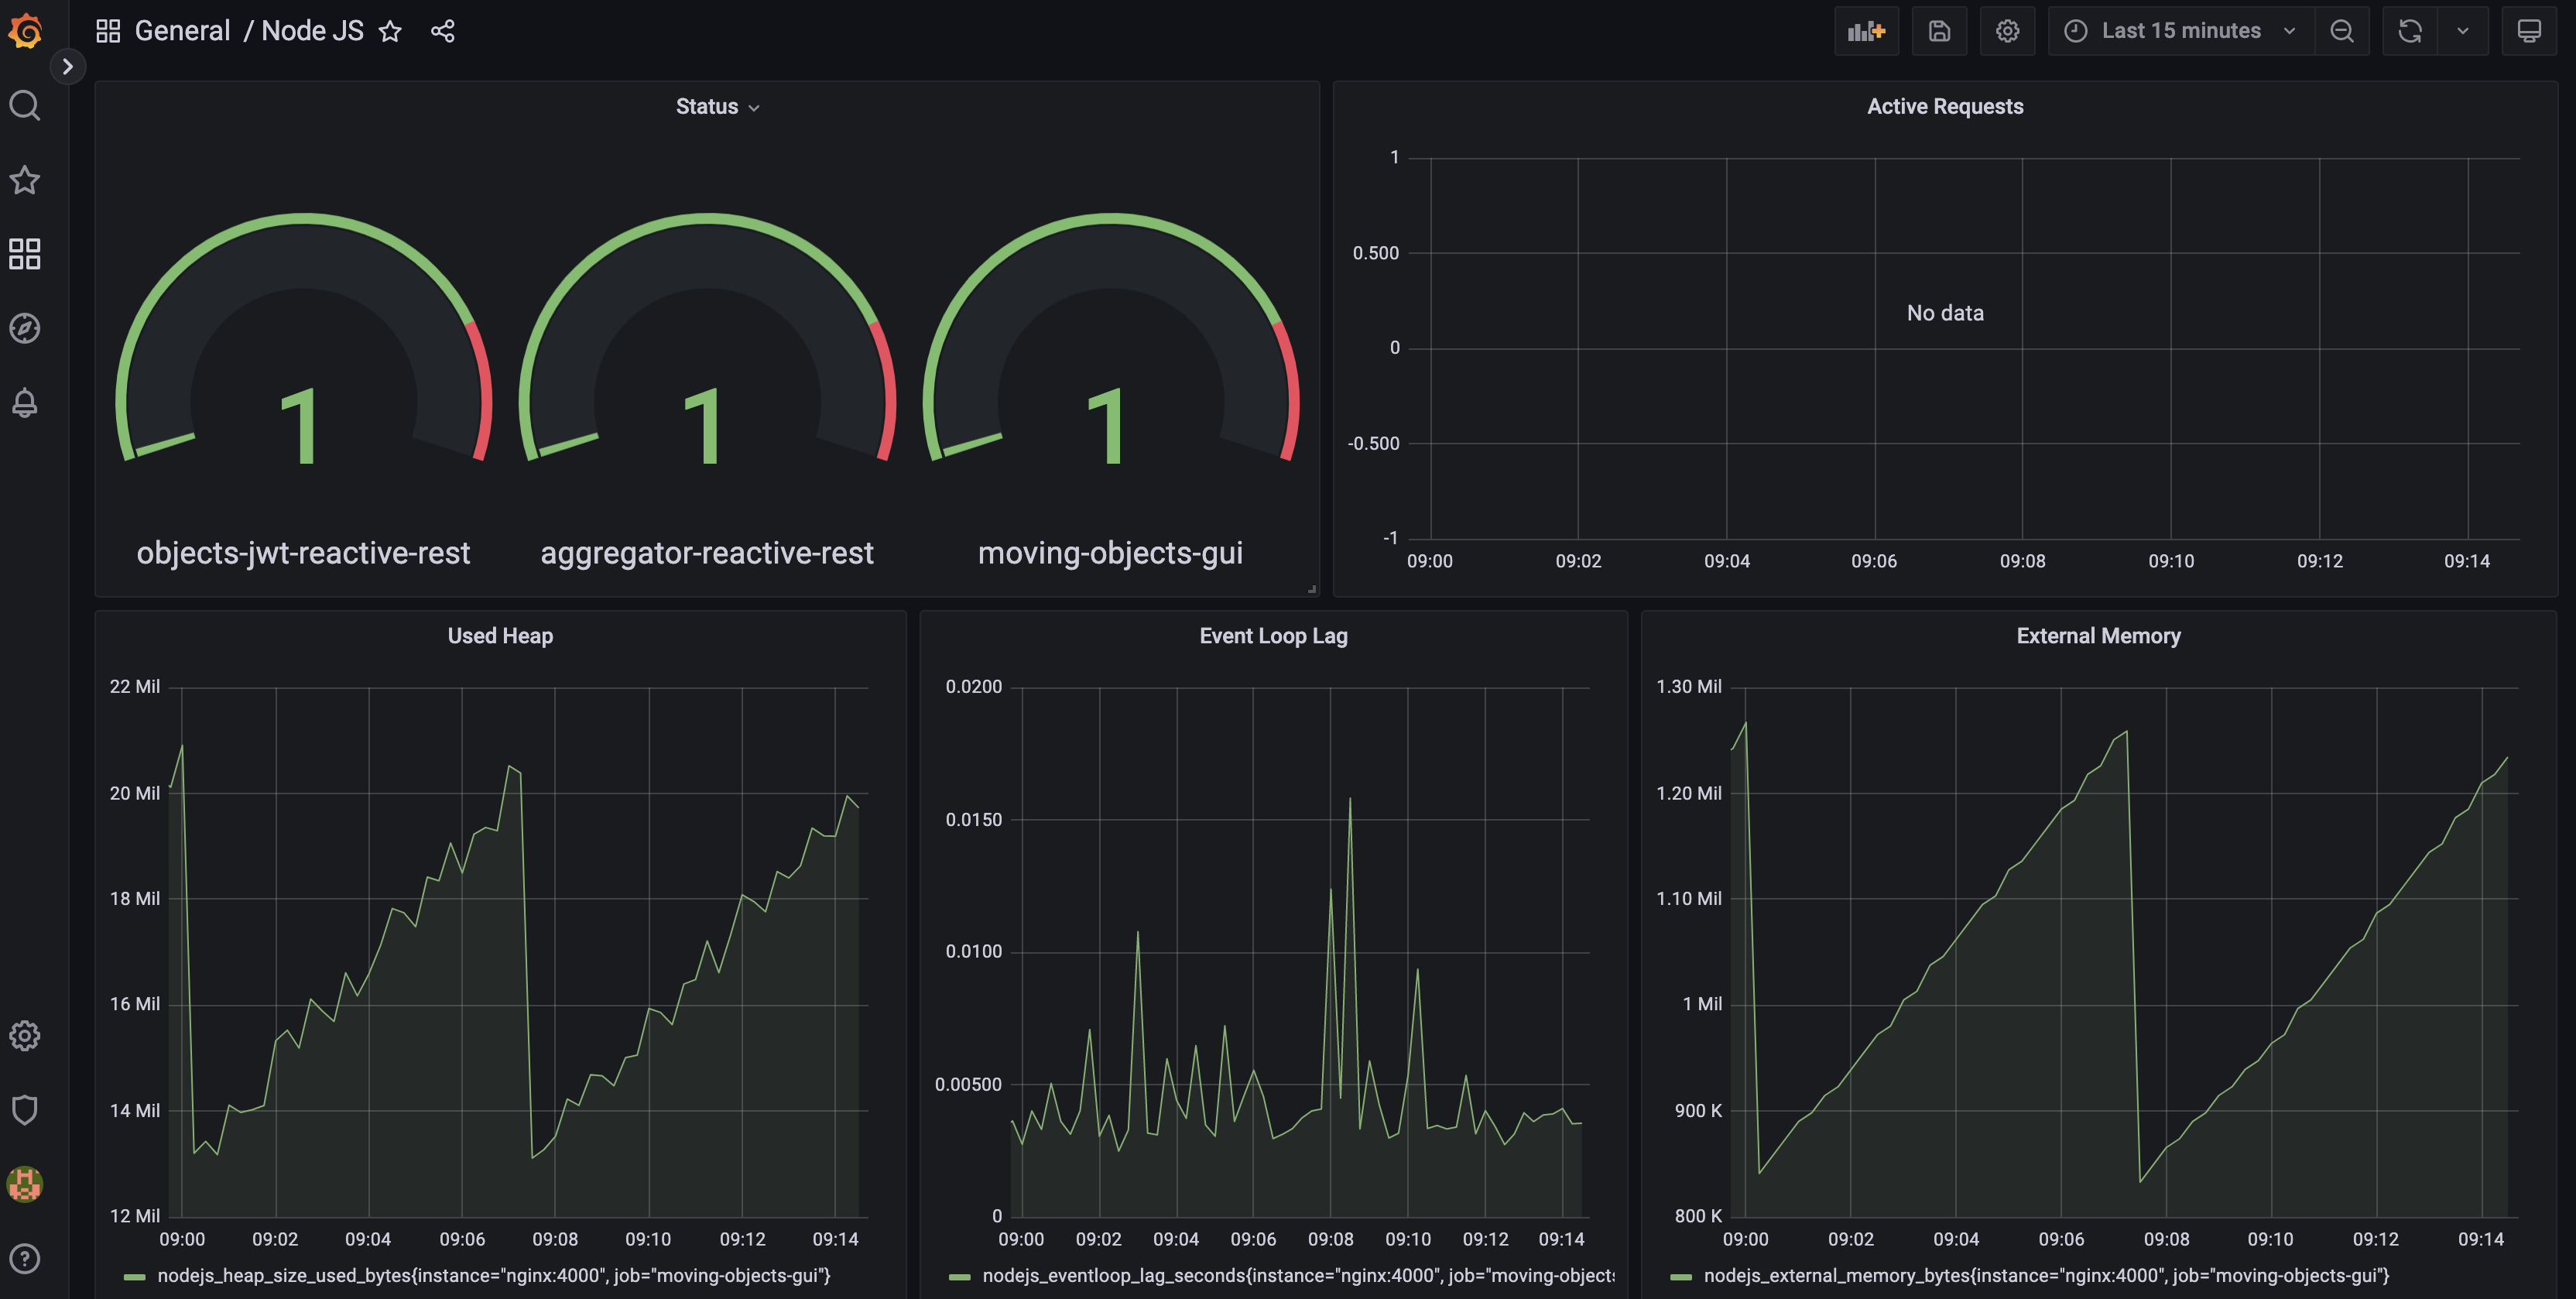 General / Node JS
Last 15 minutes
Status
1
1
1
objects-jwt-reactive-rest
aggregator-reactive-rest
moving-objects-gui
Active Requests
1
0.500
0
-0.500
-1
No data
09:00 09:02 09:04 09:06 09:08 09:10 09:12 09:14
Used Heap
22 Mil
20 Mil
18 Mil
16 Mil
14 Mil
12 Mil
09:00 09:02 09:04 09:06 09:08 09:10 09:12 09:14
nodejs_heap_size_used_bytes{instance="nginx:4000", job="moving-objects-gui"}
Event Loop Lag
0.0200
0.0150
0.0100
0.00500
0
09:00 09:02 09:04 09:06 09:08 09:10 09:12 09:14
nodejs_eventloop_lag_seconds{instance="nginx:4000", job="moving-objects
External Memory
1.30 Mil
1.20 Mil
1.10 Mil
1 Mil
900 K
800 K
09:00 09:02 09:04 09:06 09:08 09:10 09:12 09:14
nodejs_external_memory_bytes{instance="nginx:4000", job="moving-objects-gui"}